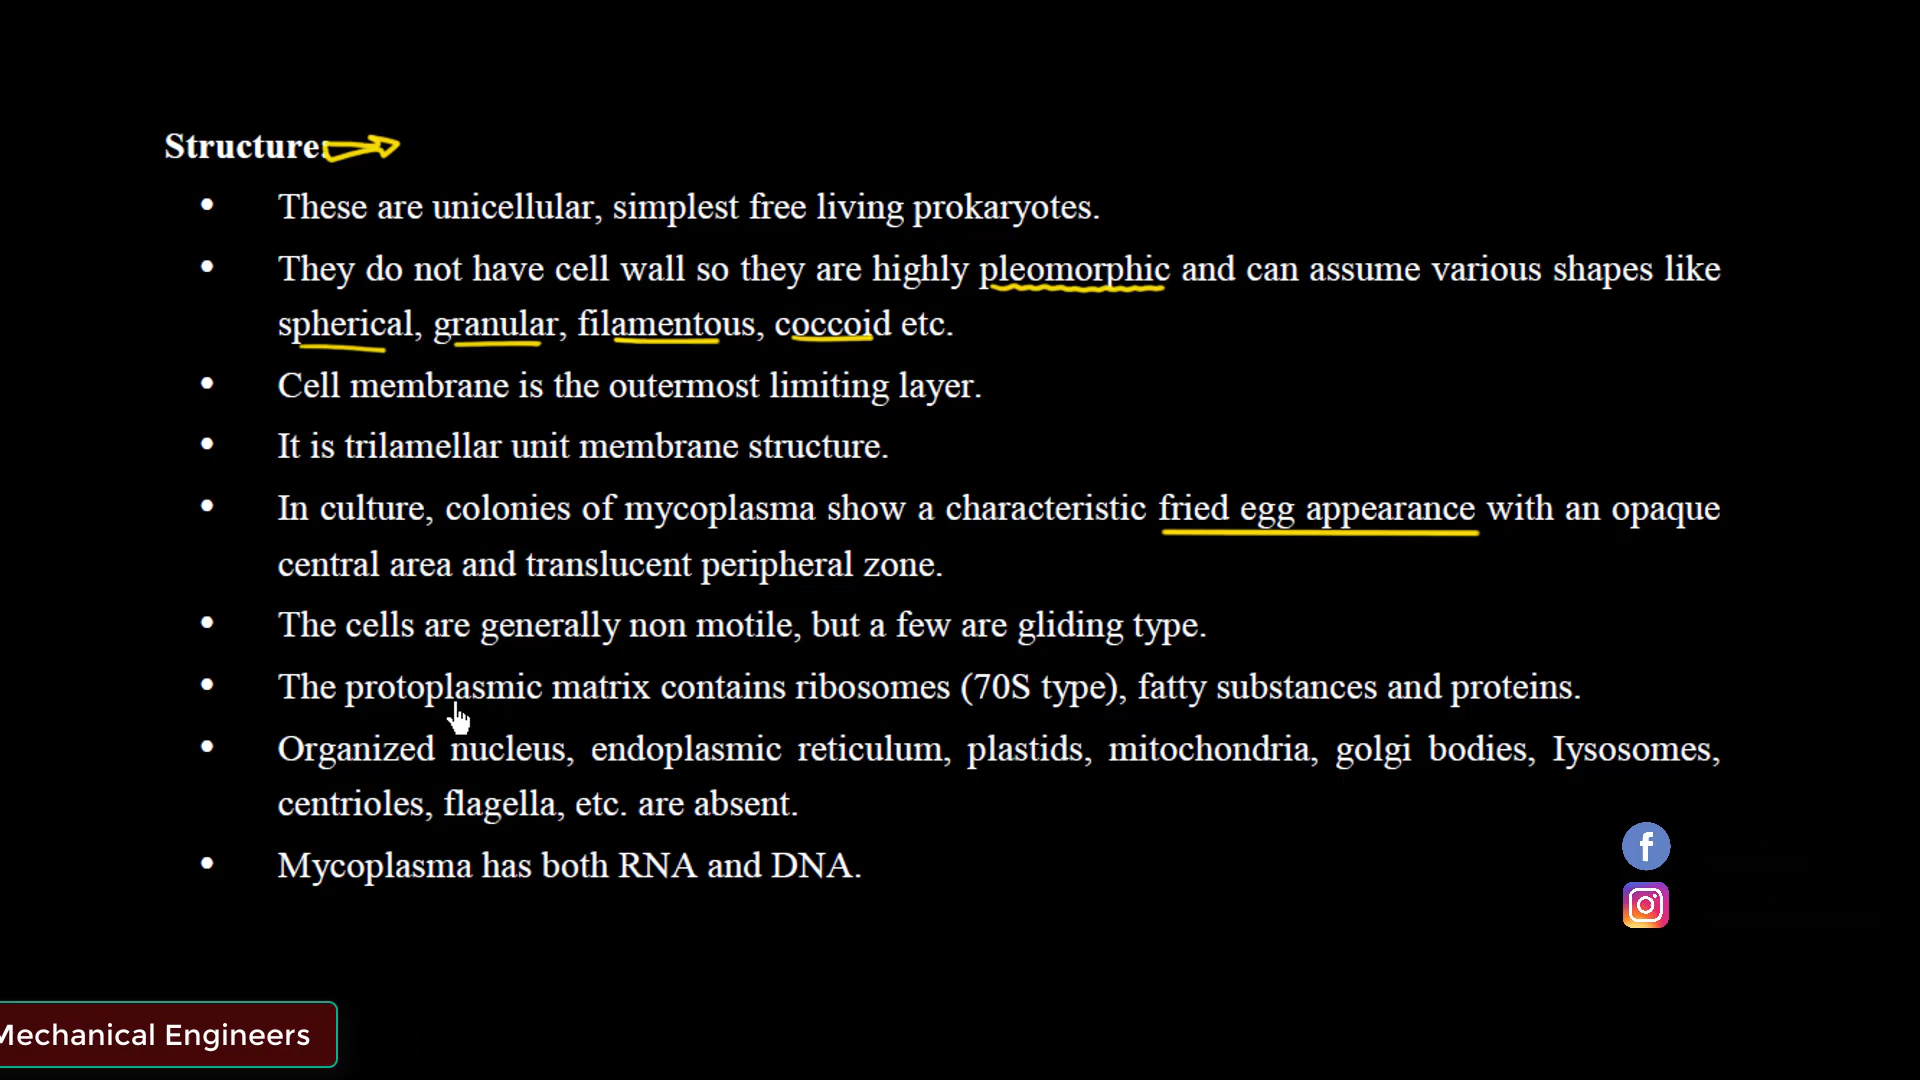 Structure:
• These are unicellular, simplest free living prokaryotes.
• They do not have cell wall so they are highly pleomorphic and can assume various shapes like
spherical, granular, filamentous, coccoid etc.
• Cell membrane is the outermost limiting layer.
• It is trilamellar unit membrane structure.
• In culture, colonies of mycoplasma show a characteristic fried egg appearance with an opaque
central area and translucent peripheral zone.
• The cells are generally non motile, but a few are gliding type.
• The protoplasmic matrix contains ribosomes (70S type), fatty substances and proteins.
• Organized nucleus, endoplasmic reticulum, plastids, mitochondria, golgi bodies, Iysosomes,
centrioles, flagella, etc. are absent.
• Mycoplasma has both RNA and DNA.
f
Mechanical Engineers